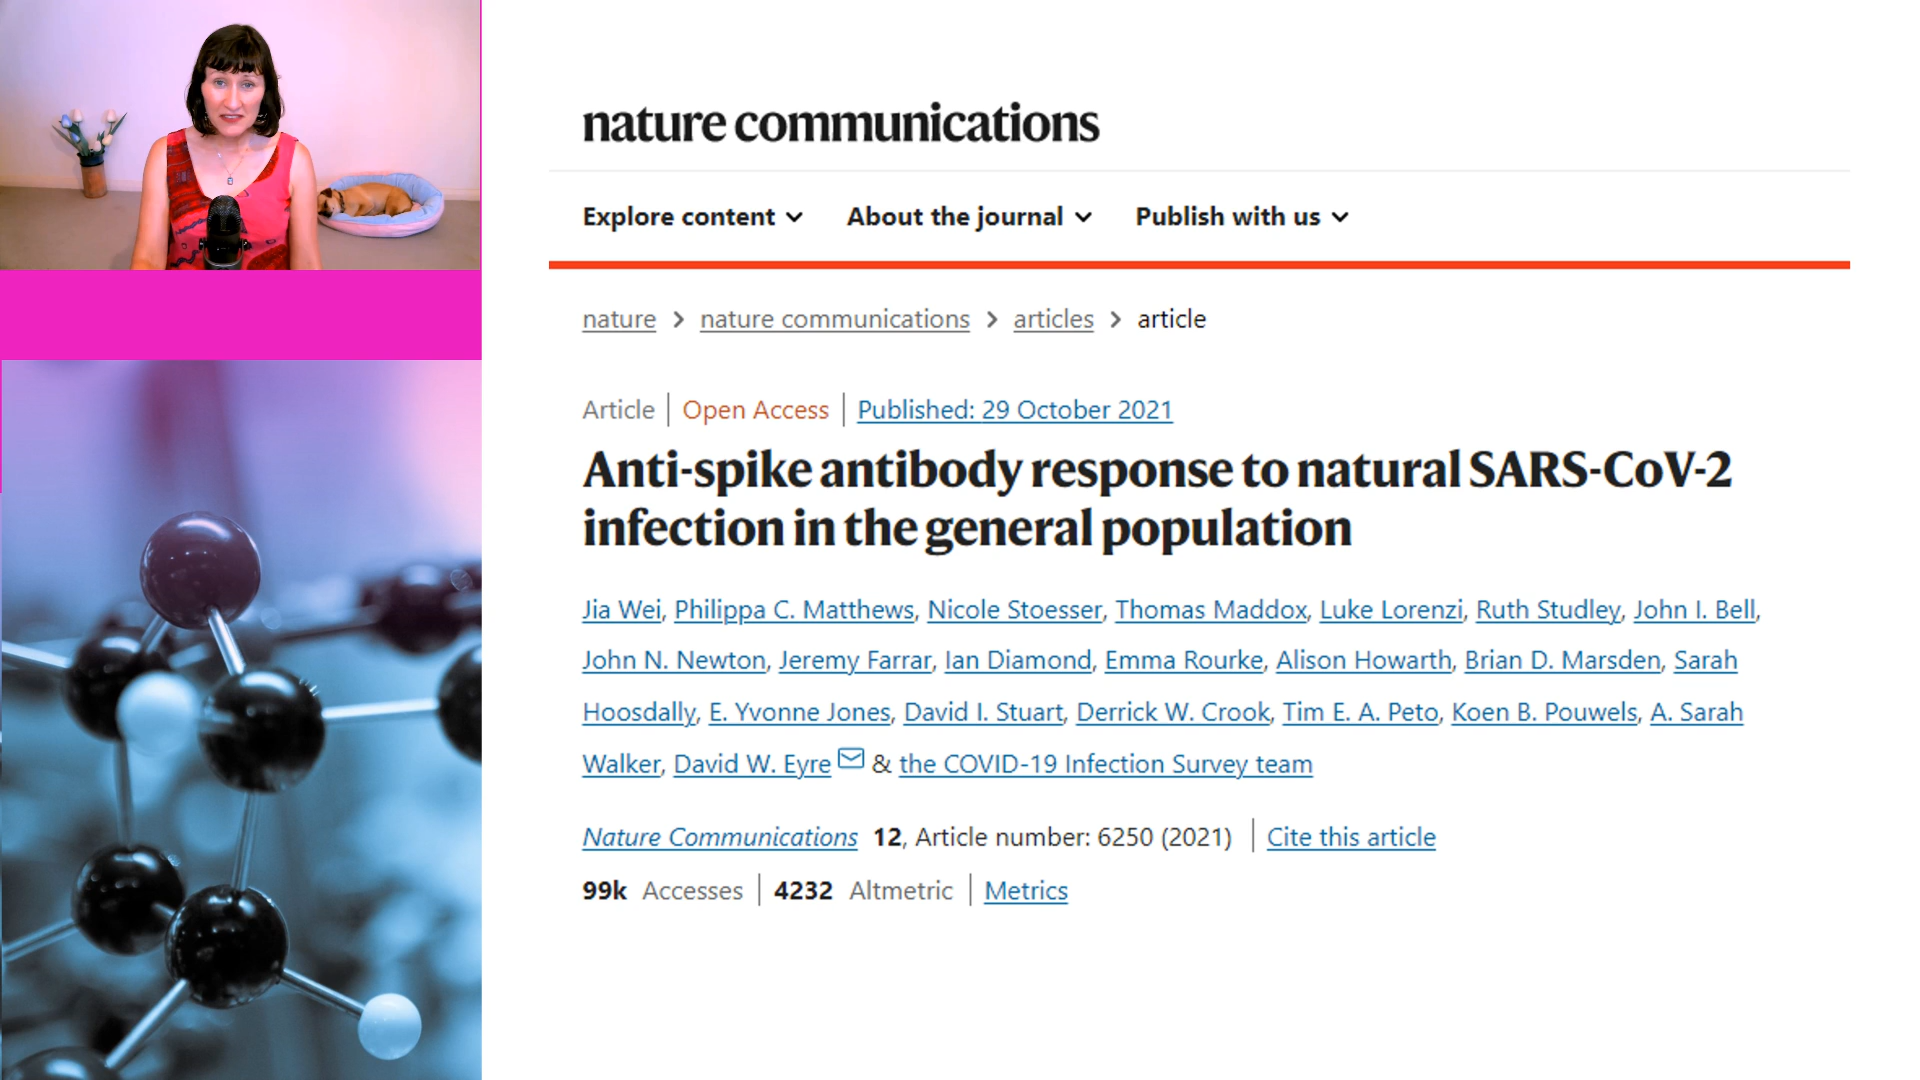 nature communications
Explore content About the journal Publish with us
nature > nature communications > articles > article
Article | Open Access | Published: 29 October 2021
Anti-spike antibody response to natural SARS-CoV-2
infection in the general population
Jia Wei, Philippa C. Matthews, Nicole Stoesser, Thomas Maddox, Luke Lorenzi, Ruth Studley, John I. Bell,
John N. Newton, Jeremy Farrar, Ian Diamond, Emma Rourke, Alison Howarth, Brian D. Marsden, Sarah
Hoosdally, E. Yvonne Jones, David I. Stuart, Derrick W. Crook, Tim E. A. Peto, Koen B. Pouwels, A. Sarah
Walker, David W. Eyre & the COVID-19 Infection Survey team
Nature Communications 12, Article number: 6250 (2021) | Cite this article
99k Accesses | 4232 Altmetric | Metrics